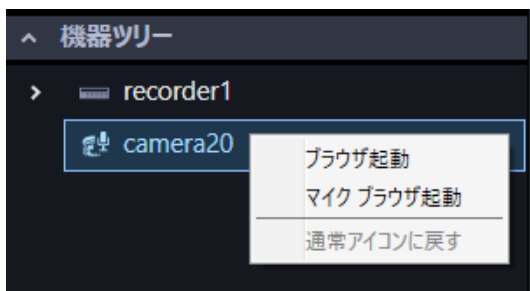 機器ツリー
recorder1
camera20
ブラウザ起動
マイク ブラウザ起動
通常アイコンに戻す